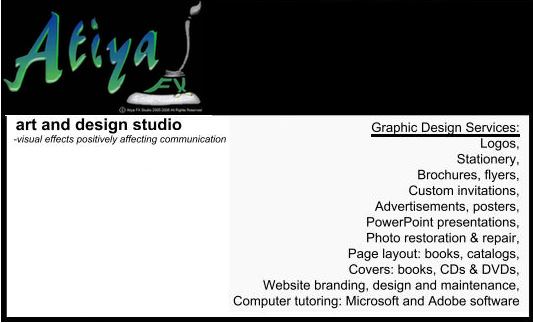 Atiya
FX
© Atiya FX Studio 2005-2008 All Rights Reserved
art and design studio
-visual effects positively affecting communication
Graphic Design Services:
Logos,
Stationery,
Brochures, flyers,
Custom invitations,
Advertisements, posters,
PowerPoint presentations,
Photo restoration & repair,
Page layout: books, catalogs,
Covers: books, CDs & DVDs,
Website branding, design and maintenance,
Computer tutoring: Microsoft and Adobe software